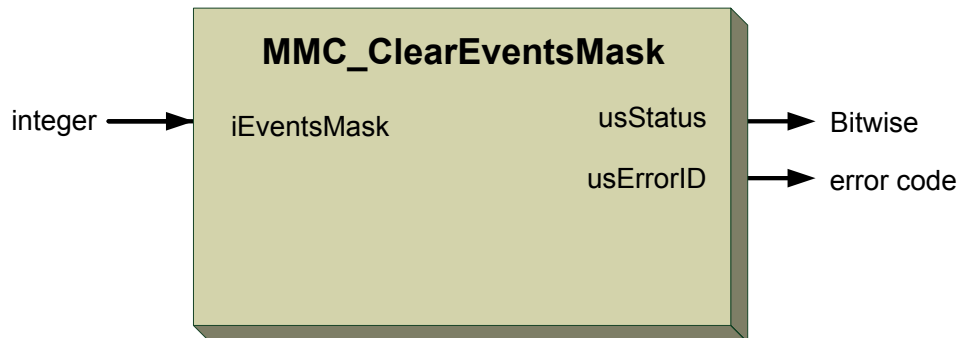 MMC_ClearEventsMask
integer iEventsMask usStatus Bitwise
usErrorID error code